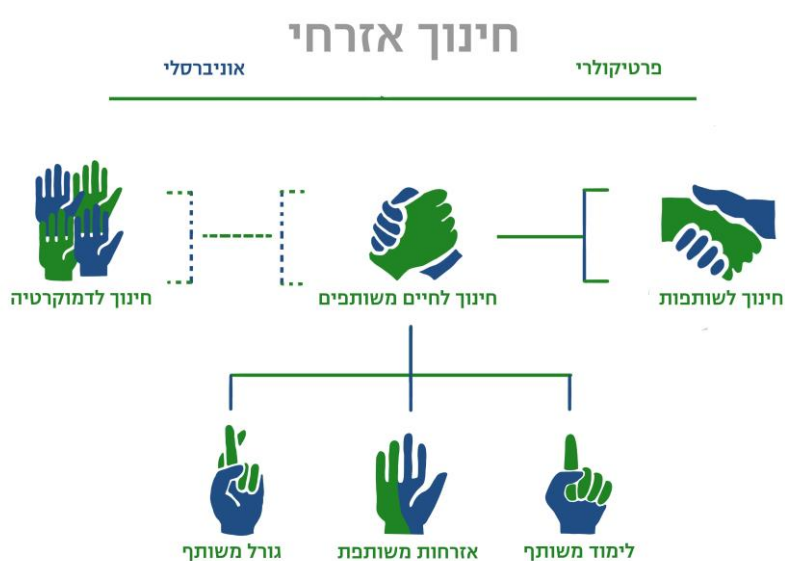 חינוך אזרחי
פרטיקולרי
אוניברסלי
חינוך לשותפות
חינוך לחיים משותפים
חינוך לדמוקרטיה
לימוד משותף
אזרחות משותפת
גורל משותף